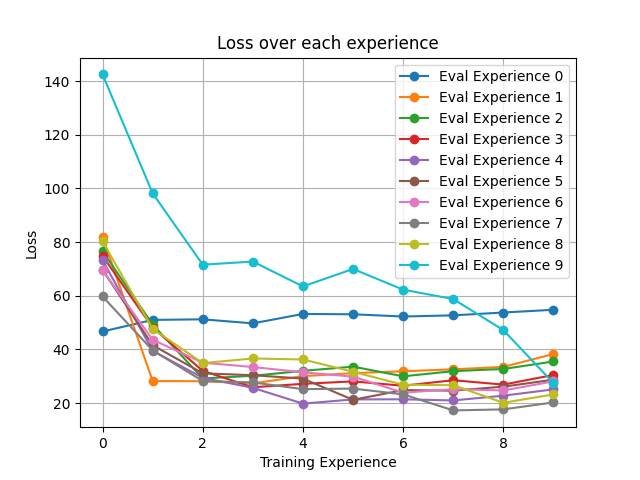 Loss over each experience
Loss
140
120
100
80
60
40
20
0
2
4
6
8
Training Experience
Eval Experience 0
Eval Experience 1
Eval Experience 2
Eval Experience 3
Eval Experience 4
Eval Experience 5
Eval Experience 6
Eval Experience 7
Eval Experience 8
Eval Experience 9